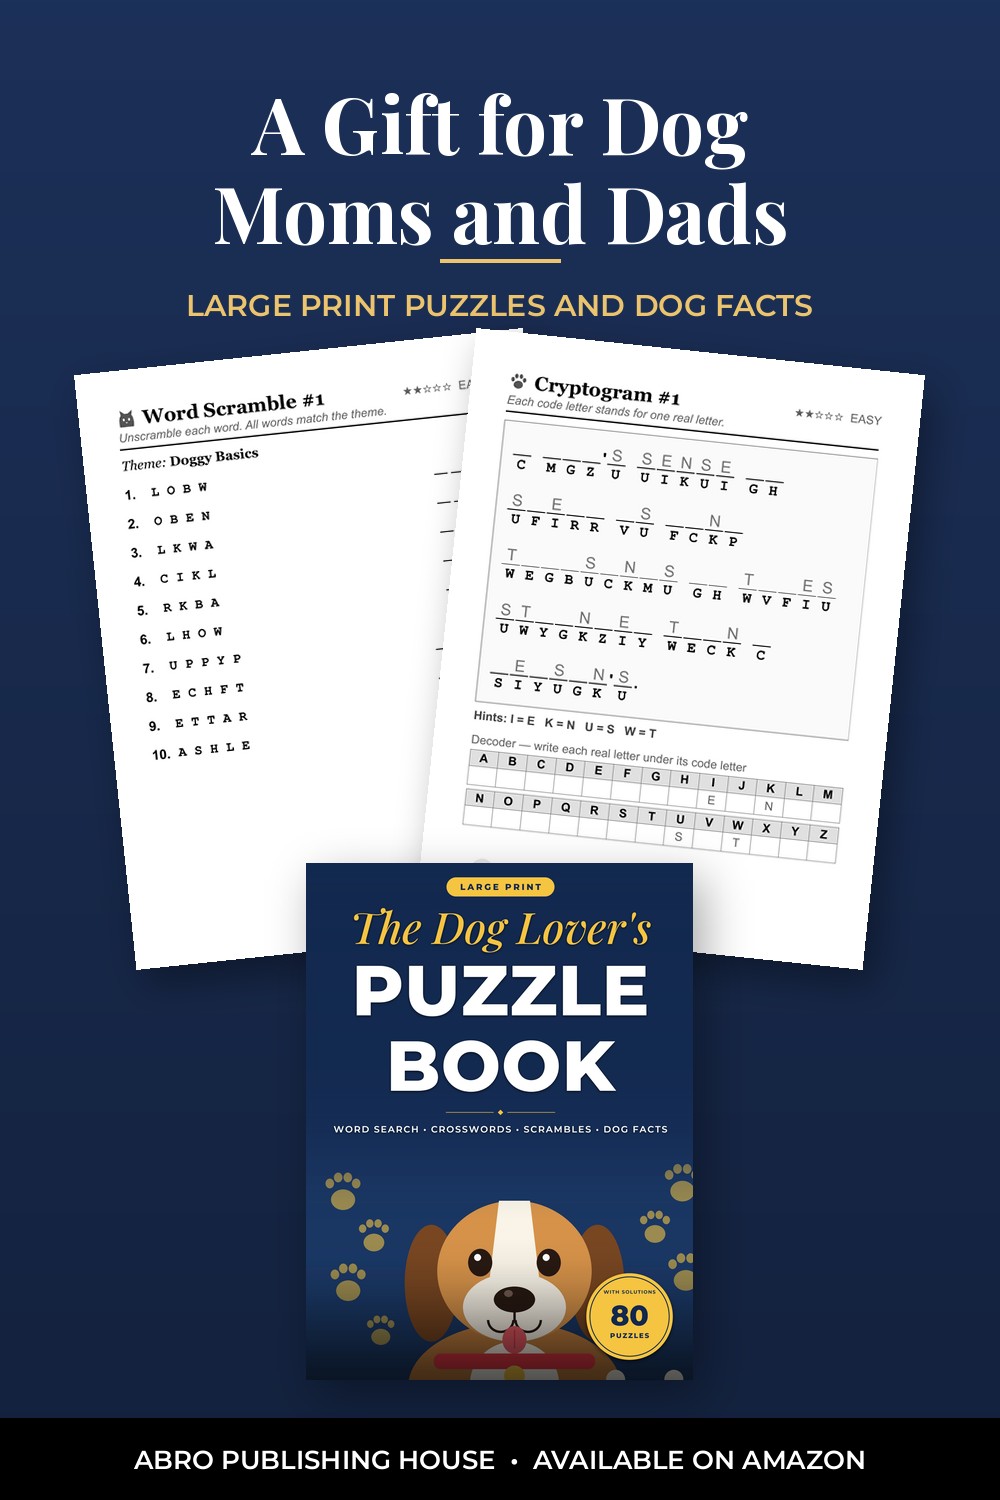 A Gift for Dog
Moms and Dads
LARGE PRINT PUZZLES AND DOG FACTS
Word Scramble #1
★★☆☆☆
Unscramble each word. All words match the theme.
Theme: Doggy Basics
1. L O B W
2. O B E N
3. L K W A
4. C I K L
5. R K B A
6. L H O W
7. U P P Y P
8. E C H F T
9. E T T A R
10. A S H L E
Cryptogram #1
★★☆☆☆ EASY
Each code letter stands for one real letter.
_ _ _ _'S S E N S E _ _
C M G Z U U I K U I G H
S _ E _ _ _ S _ _ N _
U F I R R V U F C K P
T _ _ _ S _ N _ S _ _ T _ _ E S
W E G B U C K M U G H W V F I U
S T _ _ N _ E _ T _ _ N _
U W Y G K Z I Y W E C K C
_ E _ S _ N'S.
S I Y U G K U
Hints: I = E K = N U = S W = T
Decoder — write each real letter under its code letter
A B C D E F G H I J K L M
E N
N O P Q R S T U V W X Y Z
S T
LARGE PRINT
The Dog Lover's
PUZZLE
BOOK
WORD SEARCH • CROSSWORDS • SCRAMBLES • DOG FACTS
WITH SOLUTIONS
80
PUZZLES
ABRO PUBLISHING HOUSE • AVAILABLE ON AMAZON